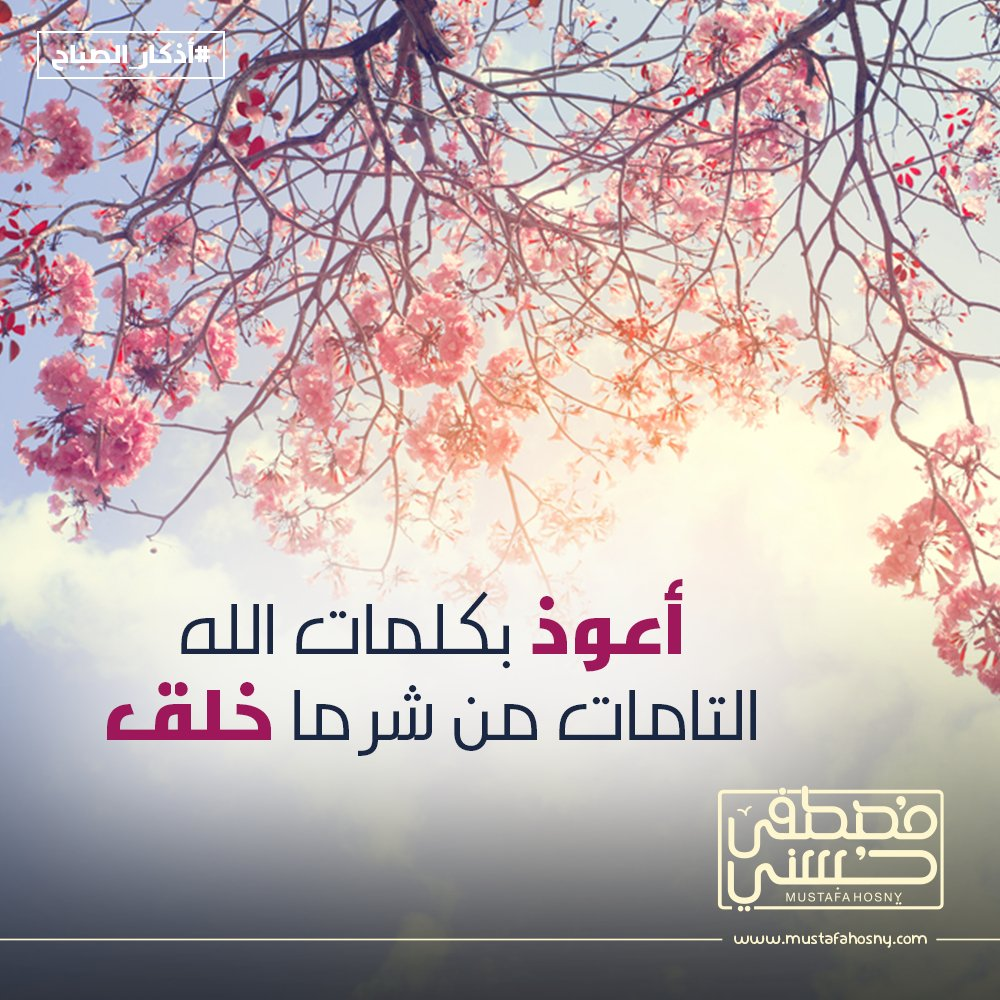 #أذكار_الصباح
أعوذ بكلمات الله
التامات من شر ما خلق
مصطفى
حسني
MUSTAFA HOSNY
www.mustafahosny.com